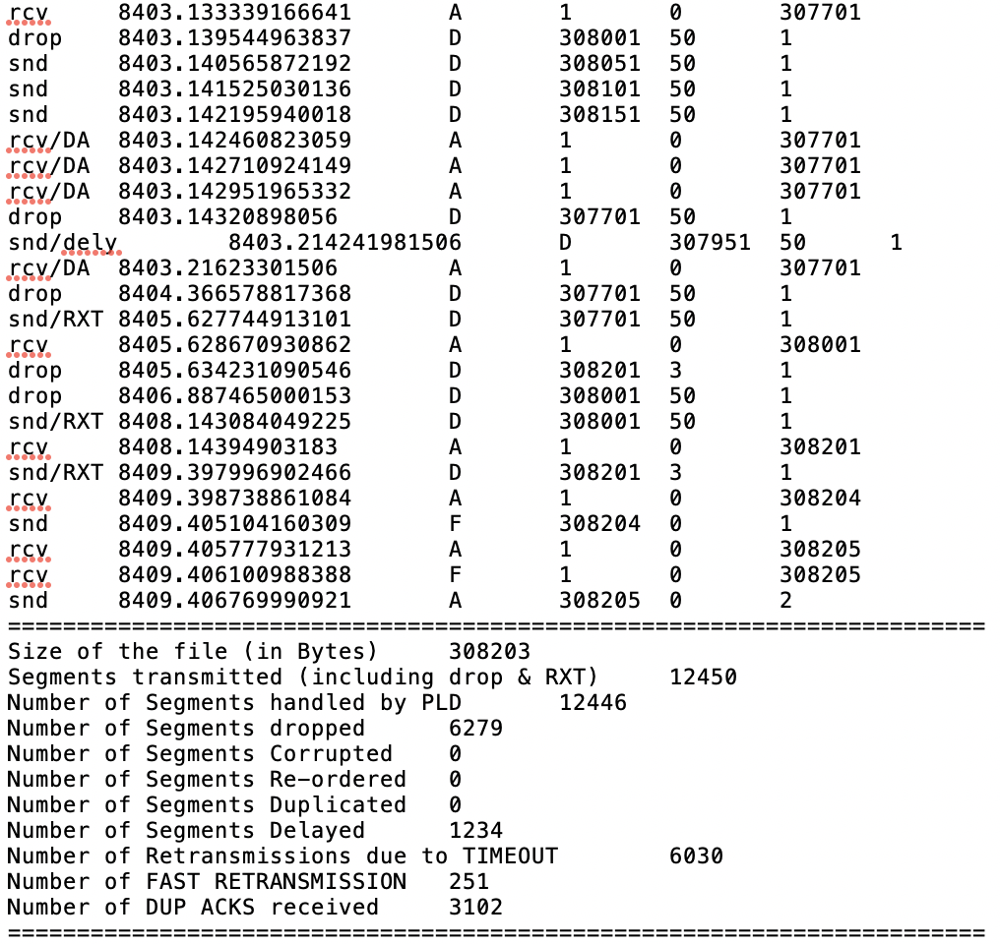 rcv 8403.133339166641 A 1 0 307701
drop 8403.139544963837 D 308001 50 1
snd 8403.140565872192 D 308051 50 1
snd 8403.141525030136 D 308101 50 1
snd 8403.142195940018 D 308151 50 1
rcv/DA 8403.142460823059 A 1 0 307701
rcv/DA 8403.142710924149 A 1 0 307701
rcv/DA 8403.142951965332 A 1 0 307701
drop 8403.14320898056 D 307701 50 1
snd/dely 8403.214241981506 D 307951 50 1
rcv/DA 8403.21623301506 A 1 0 307701
drop 8404.366578817368 D 307701 50 1
snd/RXT 8405.627744913101 D 307701 50 1
rcv 8405.628670930862 A 1 0 308001
drop 8405.634231090546 D 308201 3 1
drop 8406.887465000153 D 308001 50 1
snd/RXT 8408.143084049225 D 308001 50 1
rcv 8408.14394903183 A 1 0 308201
snd/RXT 8409.397996902466 D 308201 3 1
rcv 8409.398738861084 A 1 0 308204
snd 8409.405104160309 F 308204 0 1
rcv 8409.405777931213 A 1 0 308205
rcv 8409.406100988388 F 1 0 308205
snd 8409.406769990921 A 308205 0 2
=======================================================================
Size of the file (in Bytes) 308203
Segments transmitted (including drop & RXT) 12450
Number of Segments handled by PLD 12446
Number of Segments dropped 6279
Number of Segments Corrupted 0
Number of Segments Re-ordered 0
Number of Segments Duplicated 0
Number of Segments Delayed 1234
Number of Retransmissions due to TIMEOUT 6030
Number of FAST RETRANSMISSION 251
Number of DUP ACKS received 3102
=======================================================================